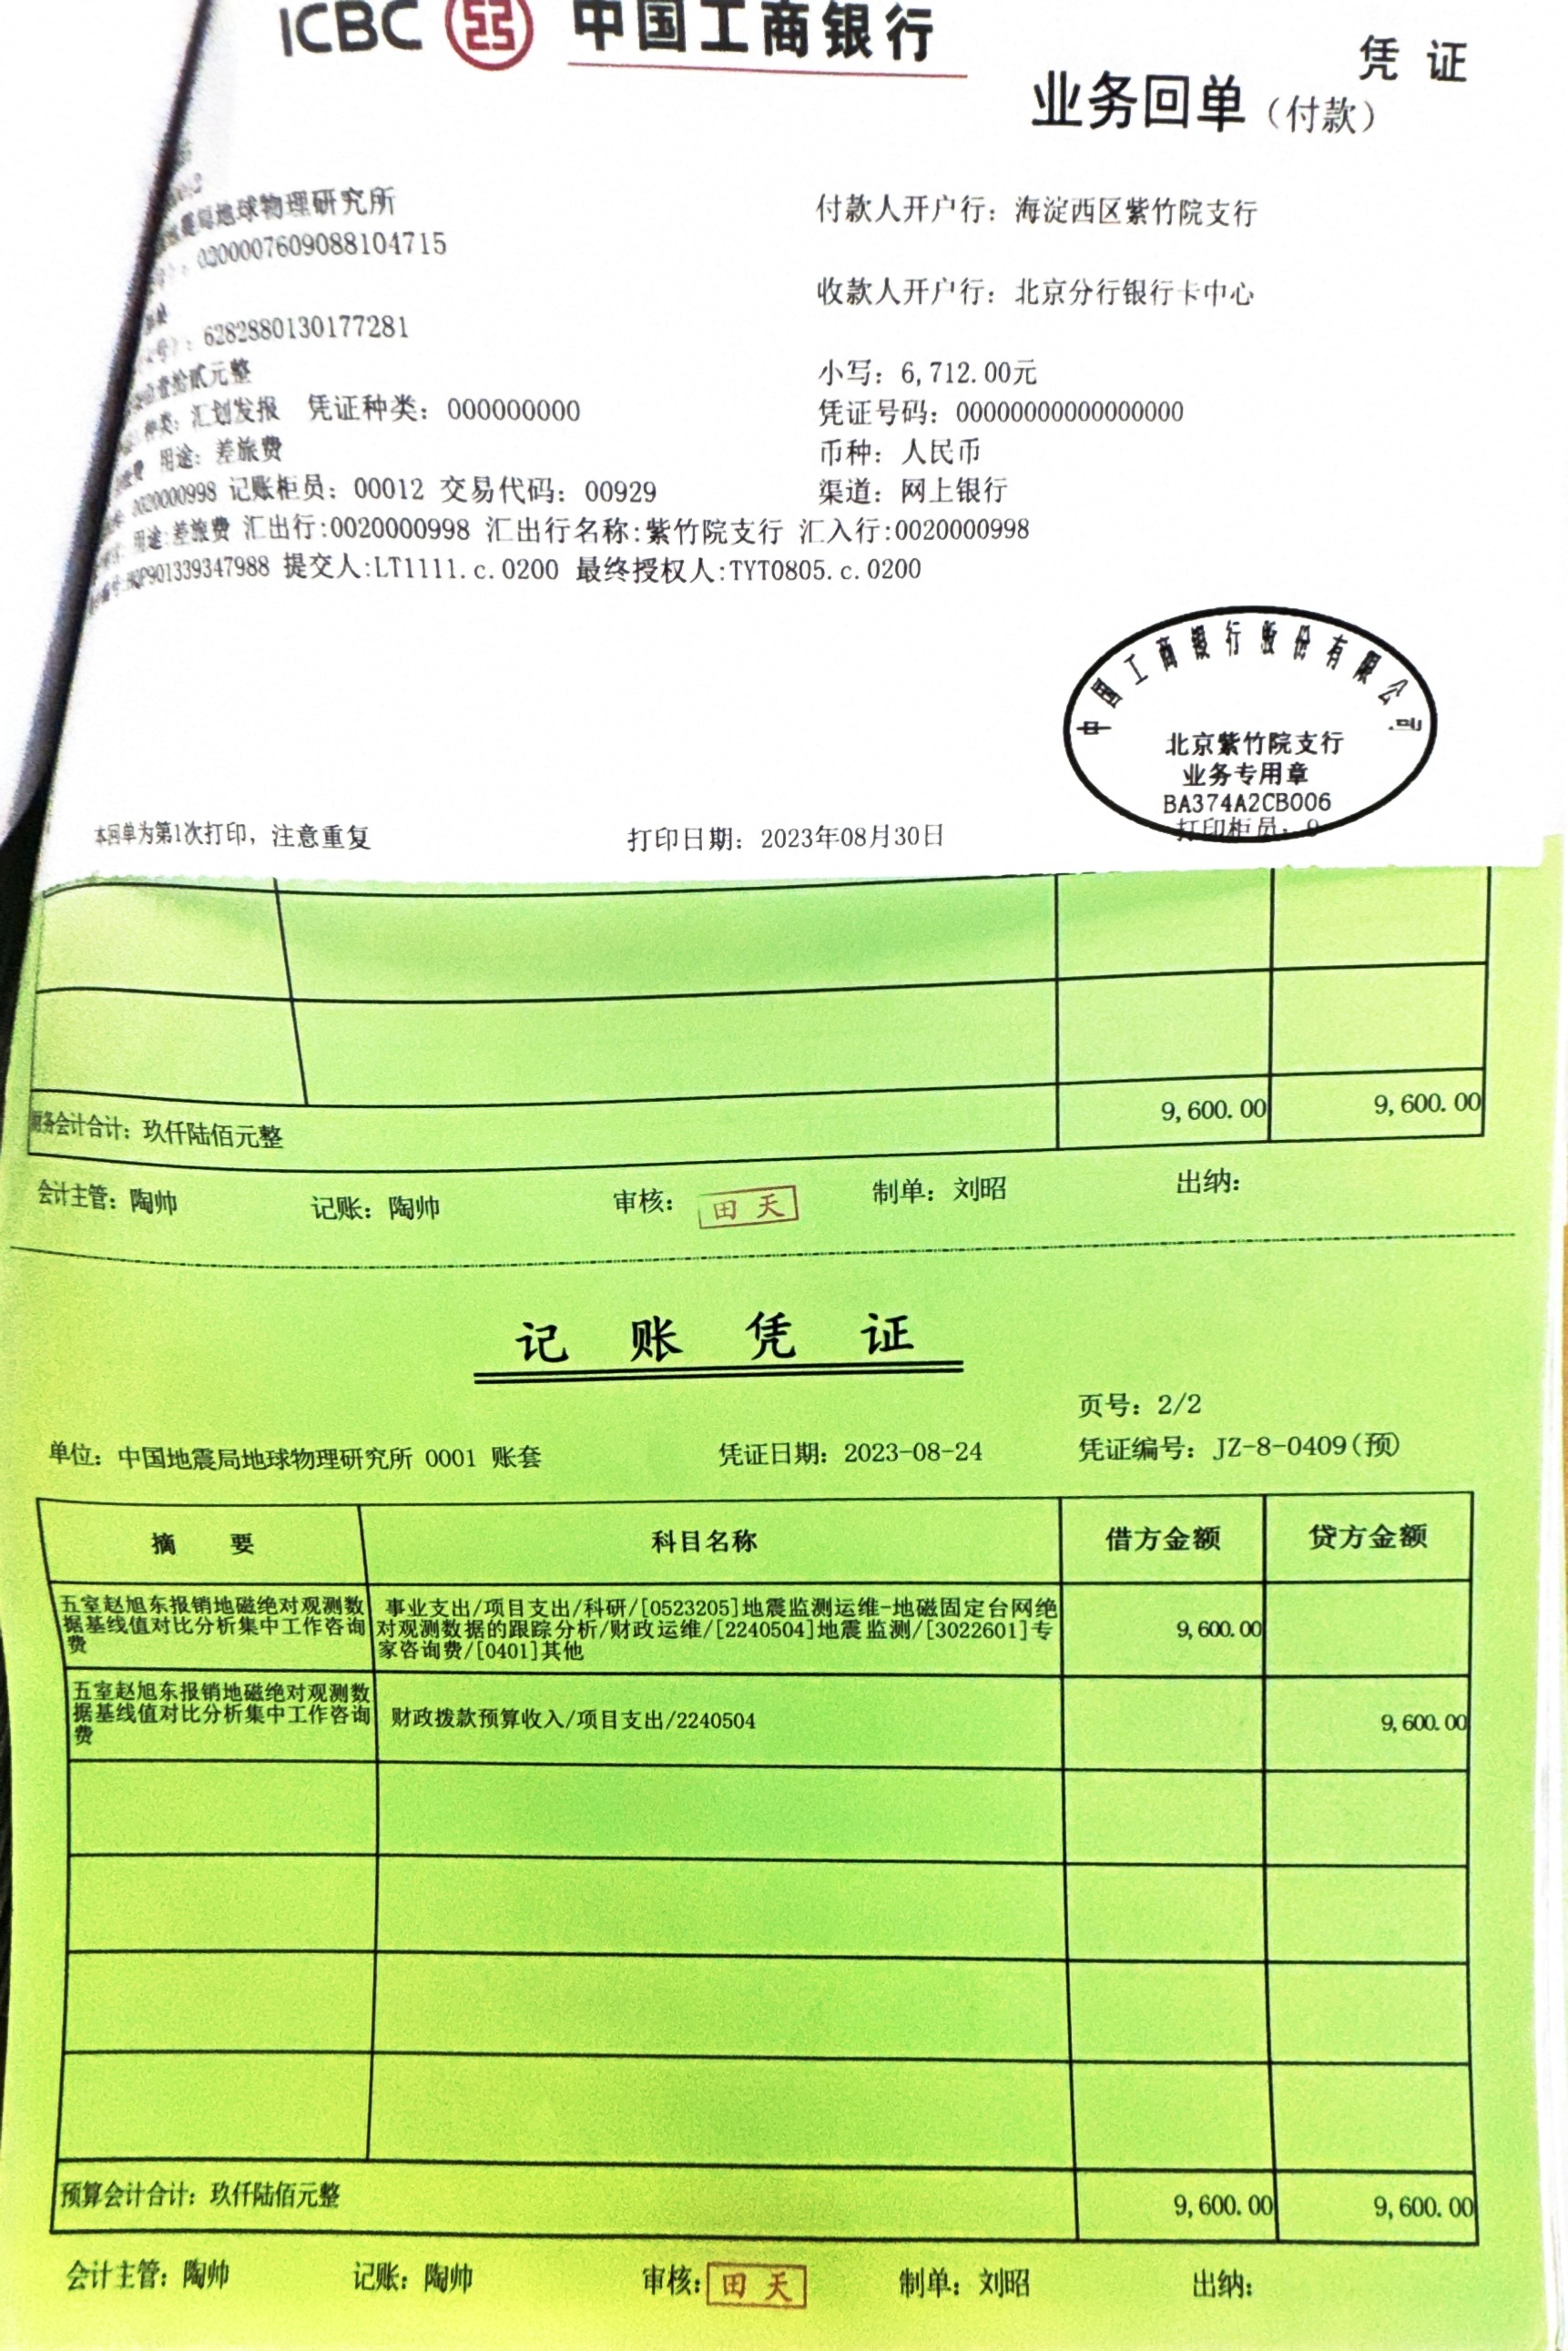 ICBC 中国工商银行
凭 证
业务回单（付款）
地球物理研究所
0200007609088104715
付款人开户行：海淀西区紫竹院支行
收款人开户行：北京分行银行卡中心
6282880130177281
拾贰元整
小写：6,712.00元
种类：汇划发报 凭证种类：000000000
凭证号码：00000000000000000
用途：差旅费
币种：人民币
0020000998 记账柜员：00012 交易代码：00929
渠道：网上银行
用途:差旅费 汇出行:0020000998 汇出行名称:紫竹院支行 汇入行:0020000998
901339347988 提交人:LT1111.c.0200 最终授权人:TYT0805.c.0200
中国工商银行股份有限公司
北京紫竹院支行
业务专用章
BA374A2CB006
打印柜员：9
本回单为第1次打印，注意重复
打印日期：2023年08月30日
财务会计合计：玖仟陆佰元整 9,600.00 9,600.00
会计主管：陶帅 记账：陶帅 审核：田天 制单：刘昭 出纳：
记 账 凭 证
页号：2/2
单位：中国地震局地球物理研究所 0001 账套 凭证日期：2023-08-24 凭证编号：JZ-8-0409(预)
摘 要 科目名称 借方金额 贷方金额
五室赵旭东报销地磁绝对观测数
据基线值对比分析集中工作咨询
费
事业支出/项目支出/科研/[0523205]地震监测运维-地磁固定台网绝
对观测数据的跟踪分析/财政运维/[2240504]地震监测/[3022601]专
家咨询费/[0401]其他
9,600.00
五室赵旭东报销地磁绝对观测数
据基线值对比分析集中工作咨询
费
财政拨款预算收入/项目支出/2240504
9,600.00
预算会计合计：玖仟陆佰元整 9,600.00 9,600.00
会计主管：陶帅 记账：陶帅 审核：田天 制单：刘昭 出纳：